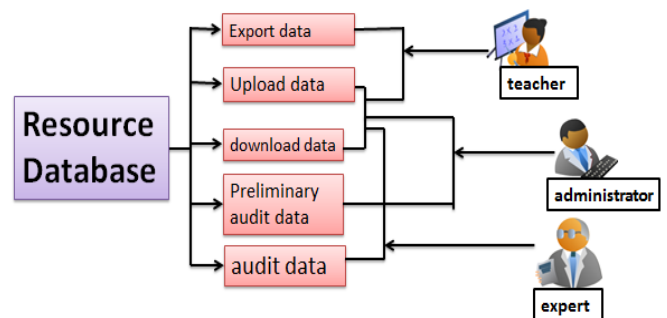 Resource
Database
Export data
Upload data
download data
Preliminary
audit data
audit data
teacher
administrator
expert